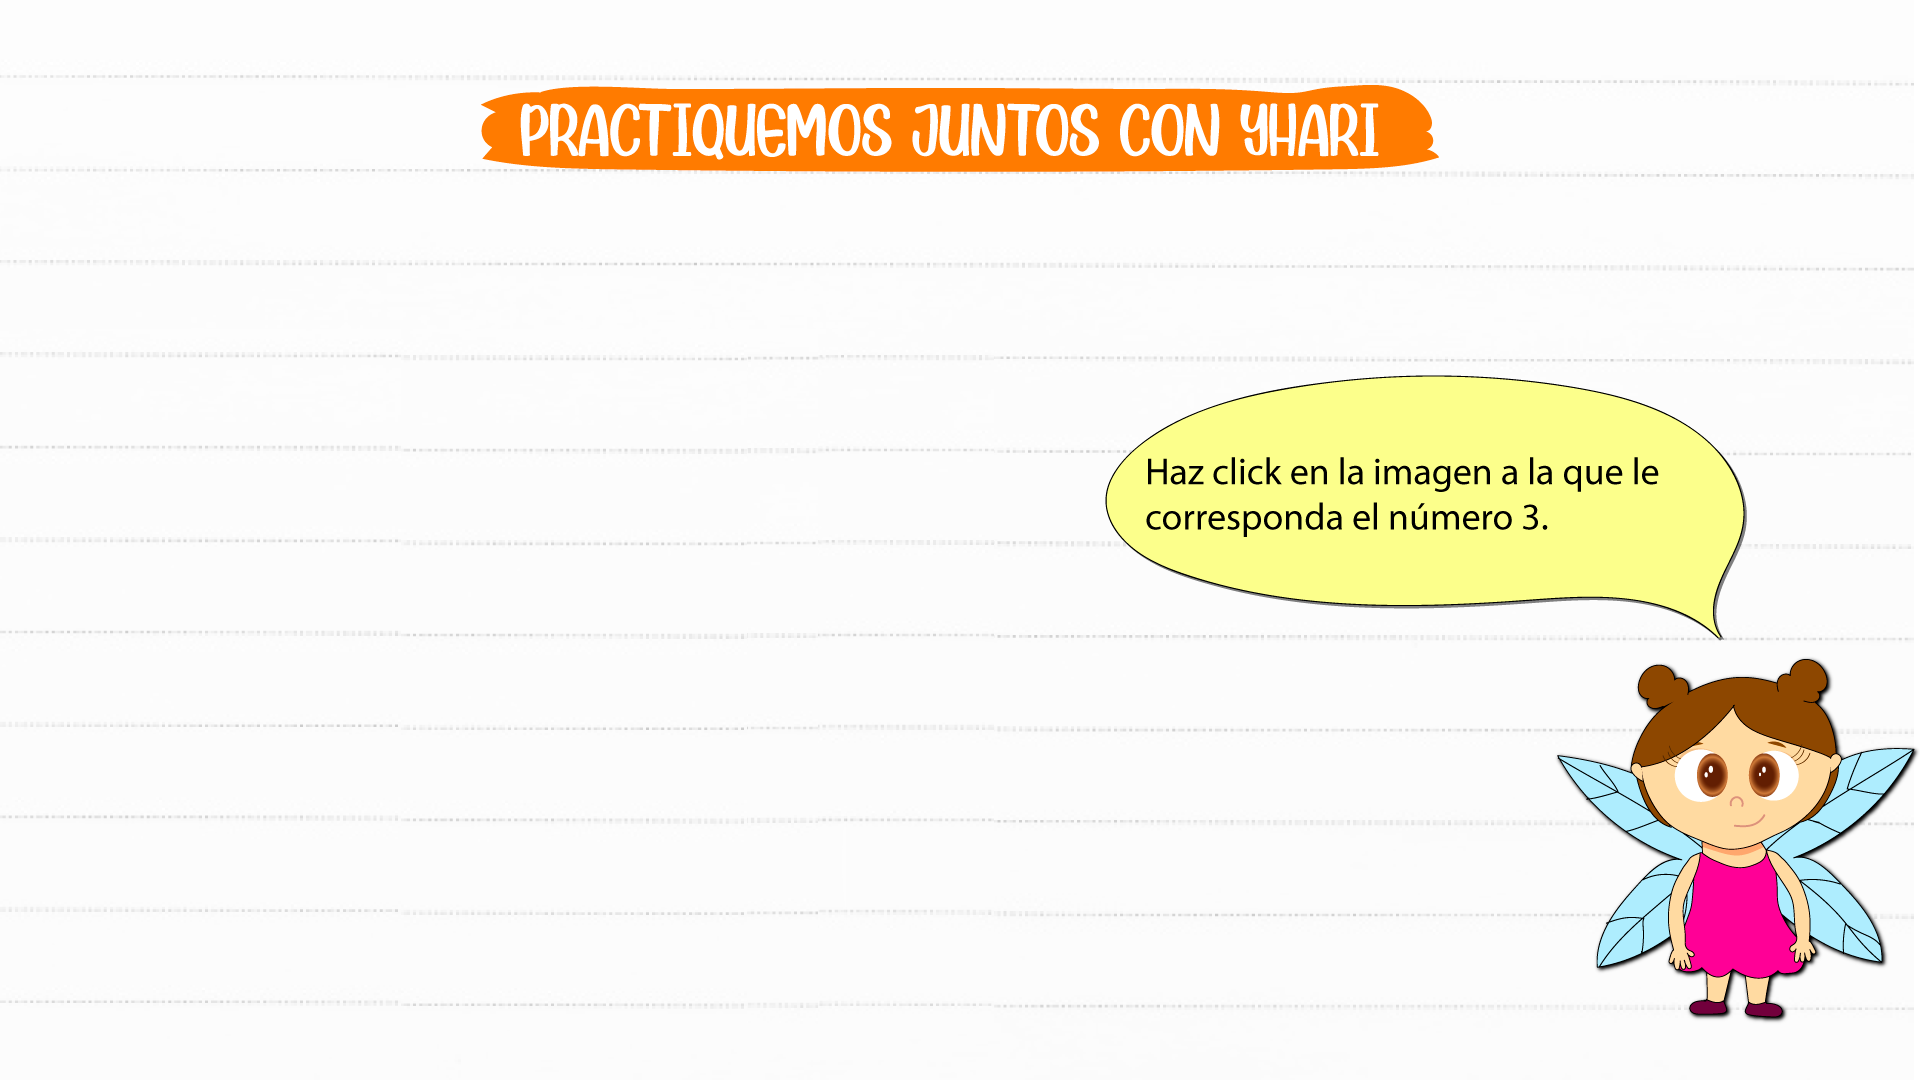 PRACTIQUEMOS JUNTOS CON YHARI
Haz click en la imagen a la que le
corresponda el número 3.